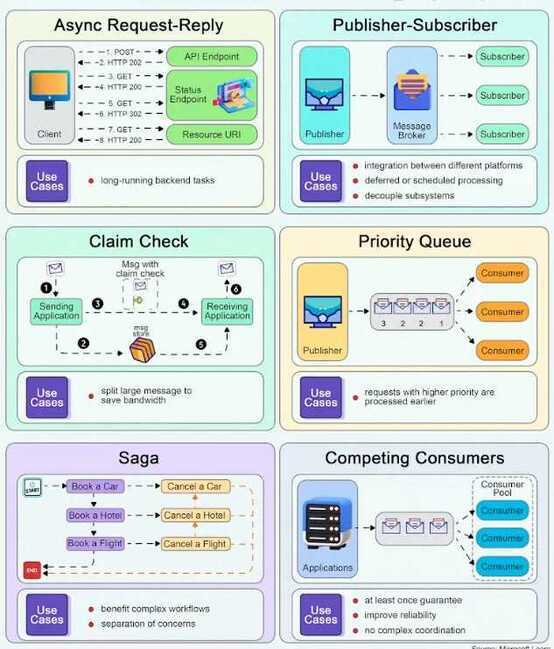 Async Request-Reply
1. POST
2. HTTP 202
3. GET
4. HTTP 200
5. GET
6. HTTP 302
7. GET
8. HTTP 200
Client
API Endpoint
Status
Endpoint
Resource URI
Use
Cases
long-running backend tasks
Publisher-Subscriber
Publisher
Message
Broker
Subscriber
Subscriber
Subscriber
Use
Cases
integration between different platforms
deferred or scheduled processing
decouple subsystems
Claim Check
Msg with
claim check
1
6
Sending
Application
3
4
Receiving
Application
msg
store
2
5
Use
Cases
split large message to
save bandwidth
Priority Queue
Publisher
3 2 2 1
Consumer
Consumer
Consumer
Use
Cases
requests with higher priority are
processed earlier
Saga
START
Book a Car
Cancel a Car
Book a Hotel
Cancel a Hotel
Book a Flight
Cancel a Flight
END
Use
Cases
benefit complex workflows
separation of concerns
Competing Consumers
Applications
Consumer
Pool
Consumer
Consumer
Consumer
Use
Cases
at least once guarantee
improve reliability
no complex coordination